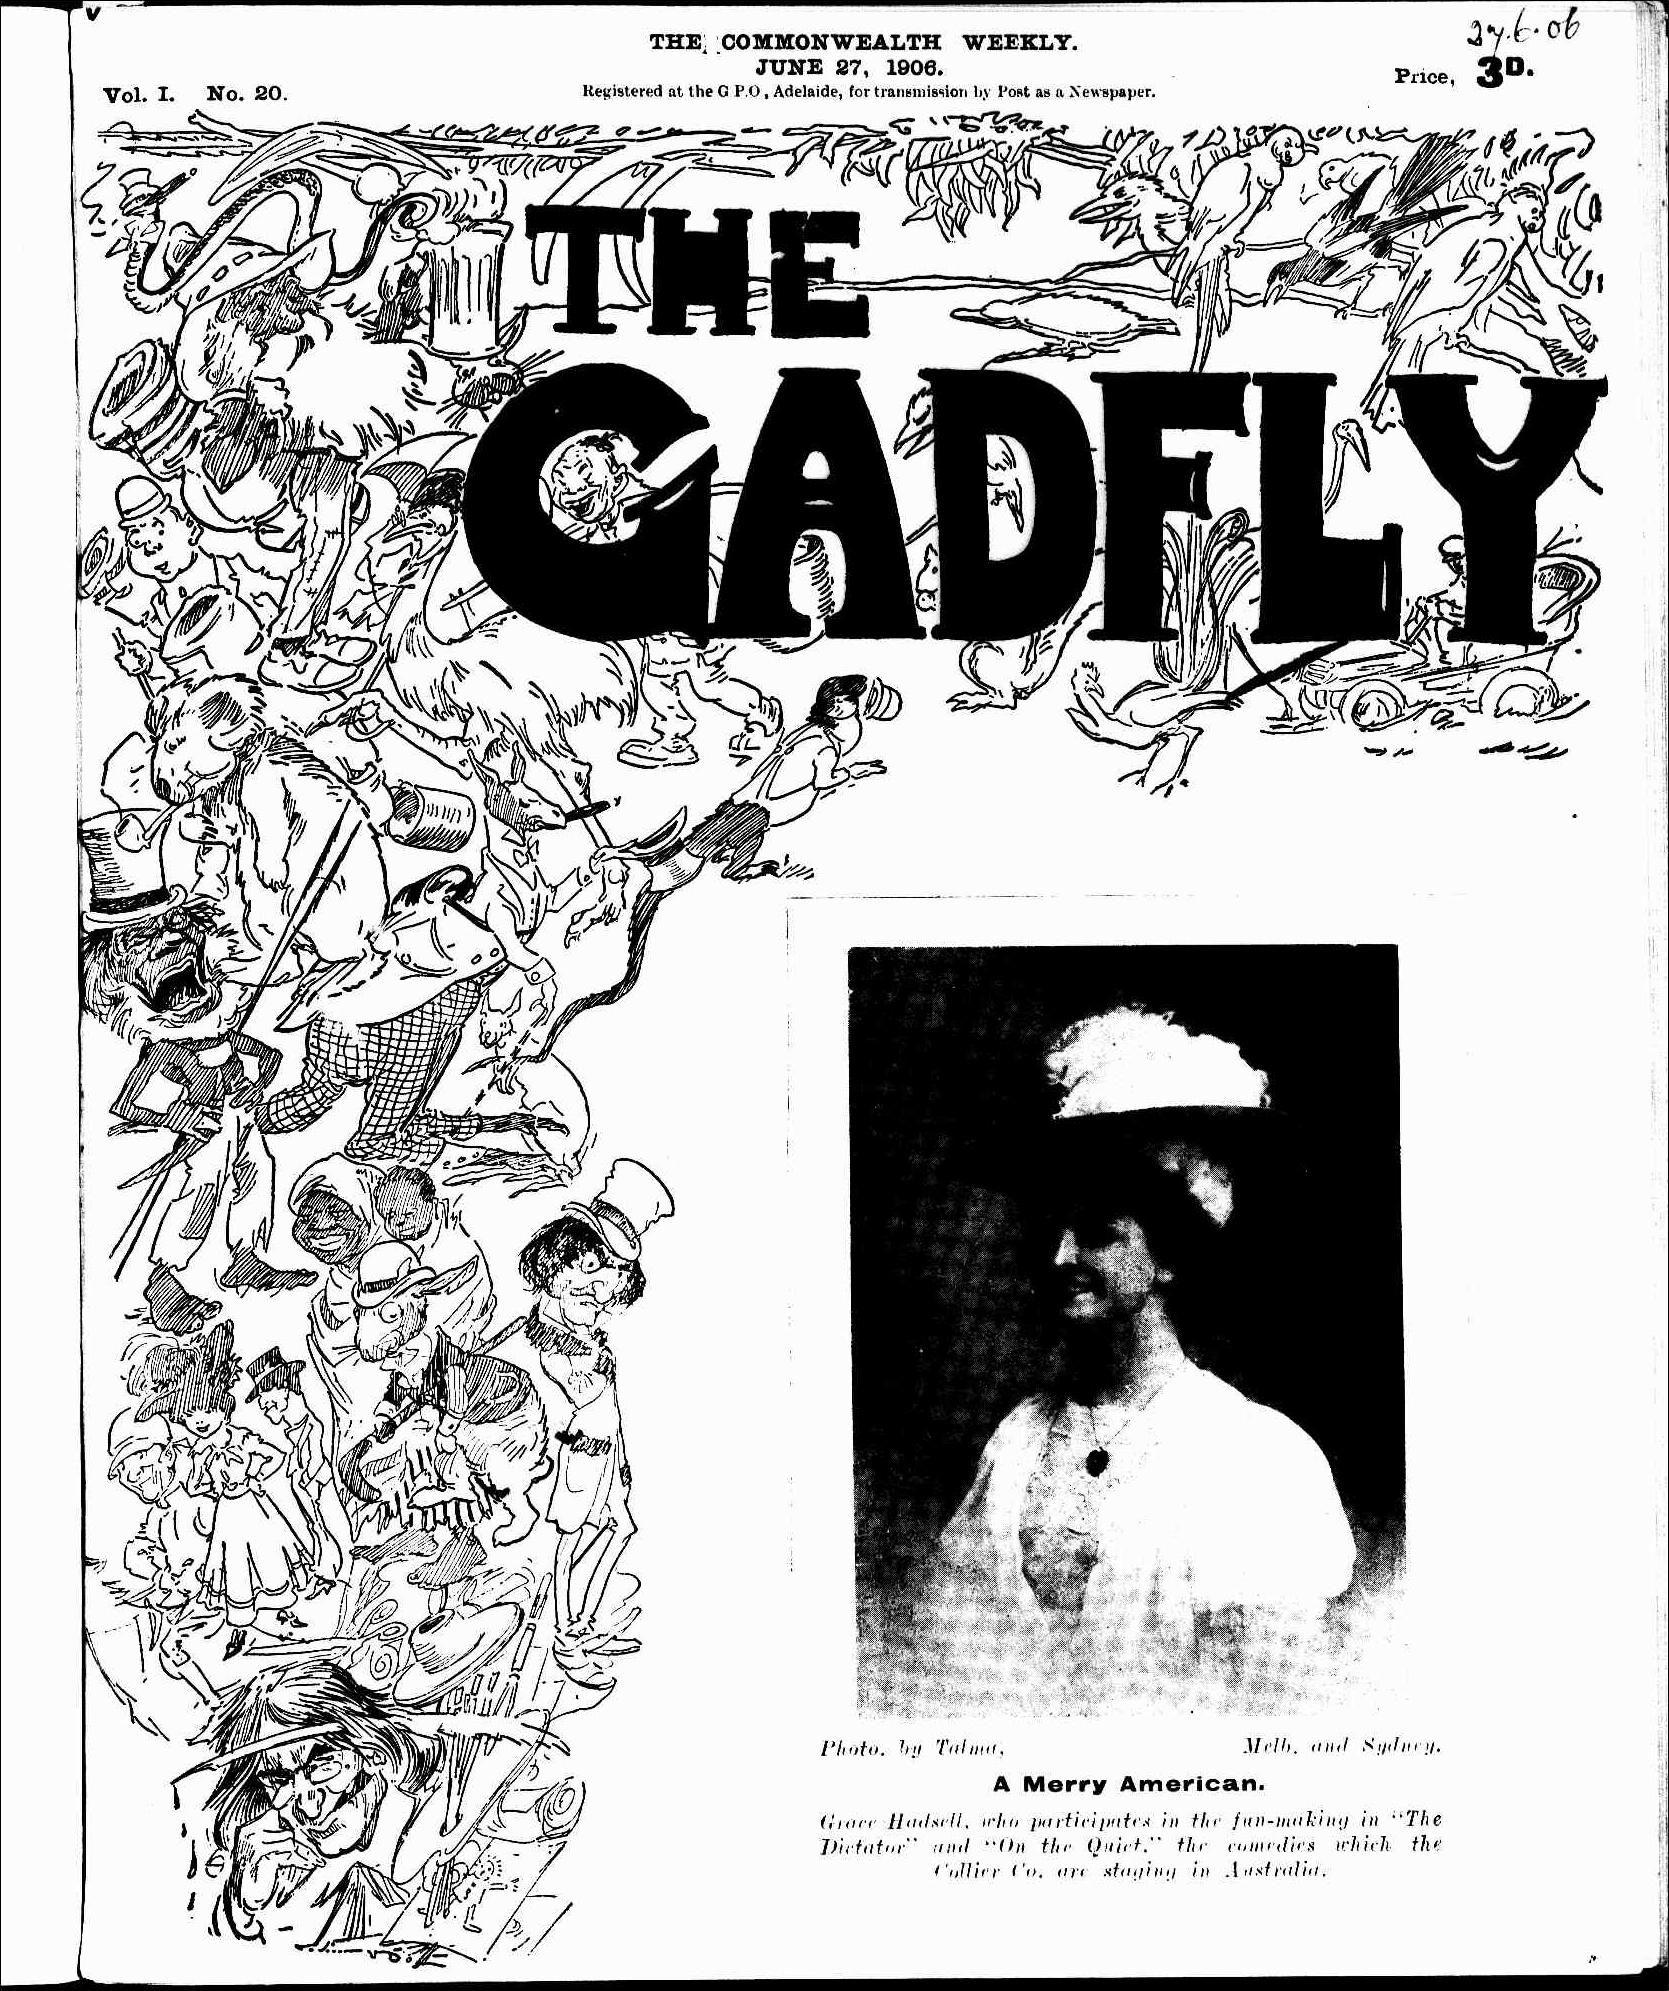 27.6.06
THE COMMONWEALTH WEEKLY.
JUNE 27, 1906.
Vol. I. No. 20.
Registered at the G P.O, Adelaide, for transmission by Post as a Newspaper.
Price, 3D.
THE
GADFLY
Photo. by Talma,
Melb. and Sydney.
A Merry American.
Grace Hadsell, who participates in the fun-making in "The
Dictator" and "On the Quiet," the comedies which the
Collier Co. are staging in Australia.